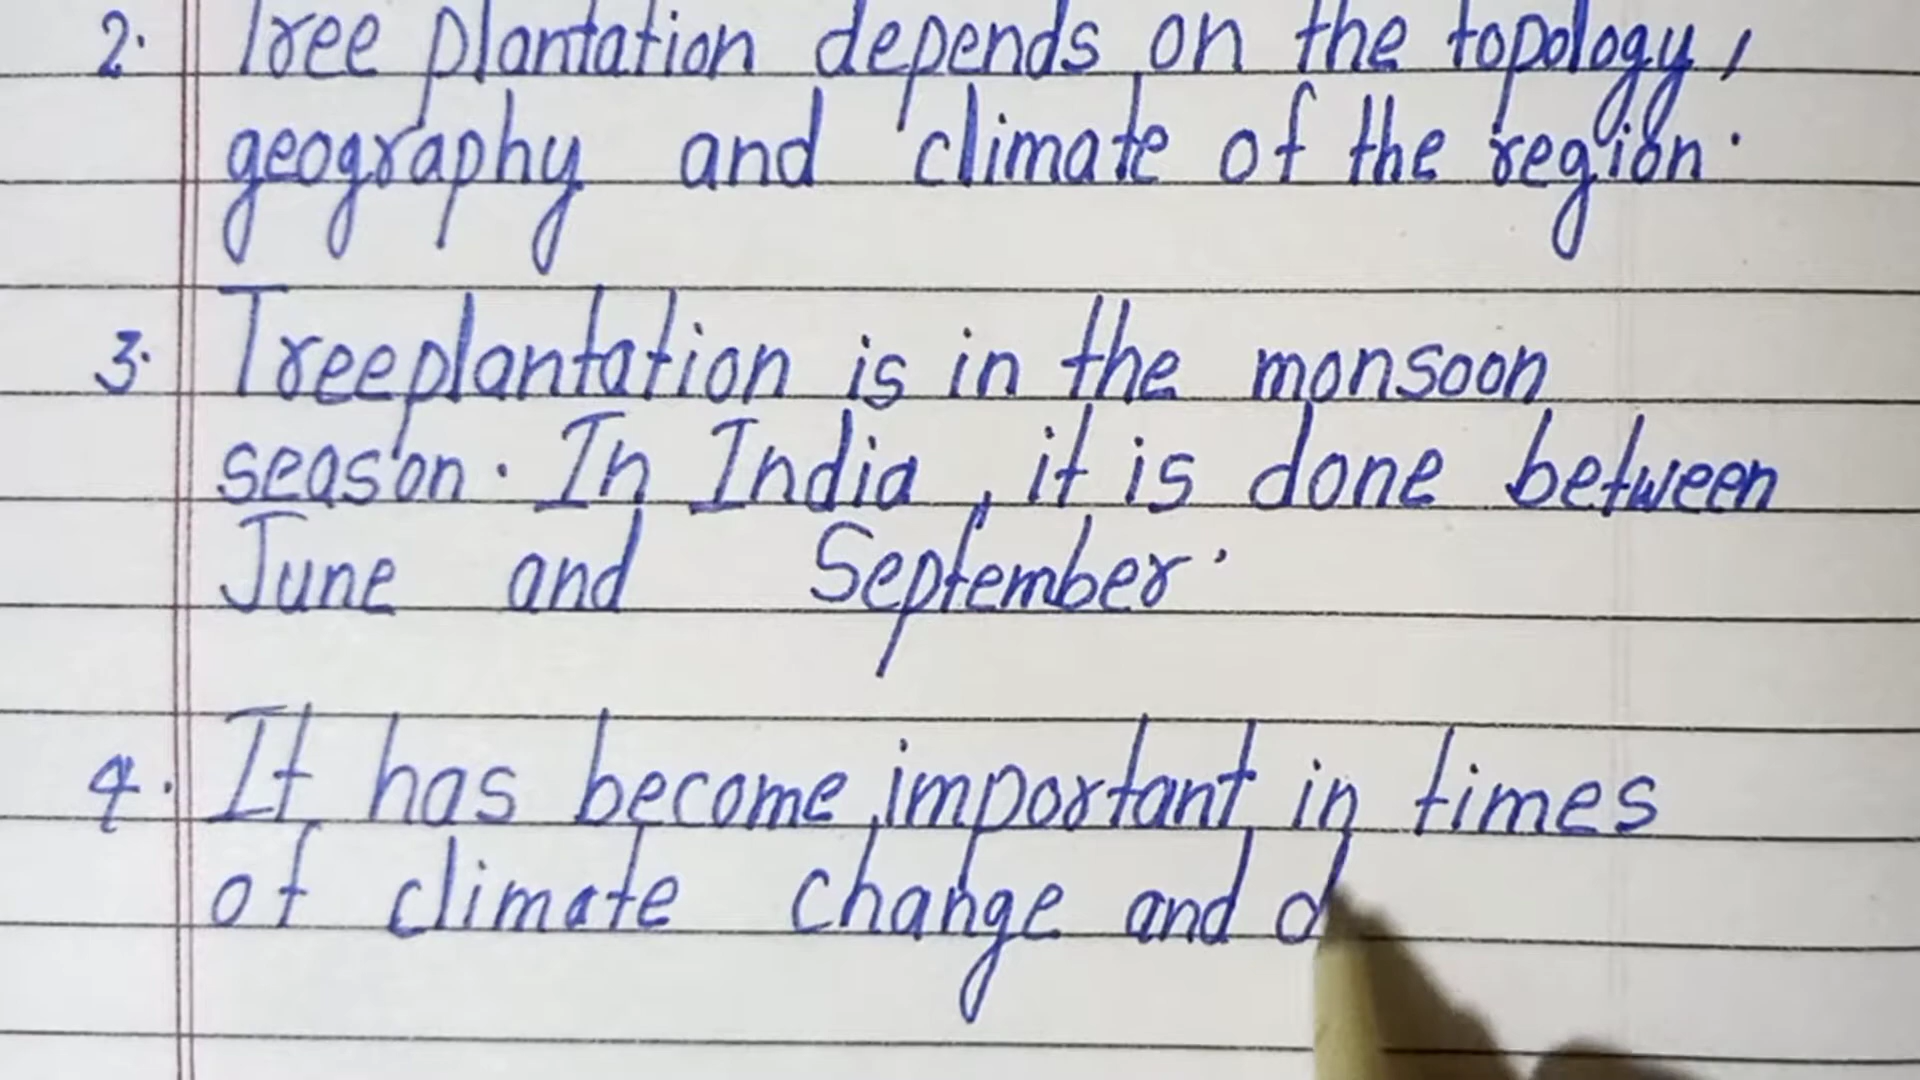 2. Tree plantation depends on the topology,
geography and climate of the region.
3. Treeplantation is in the monsoon
season. In India, it is done between
June and September.
4. It has become important in times
of climate change and d